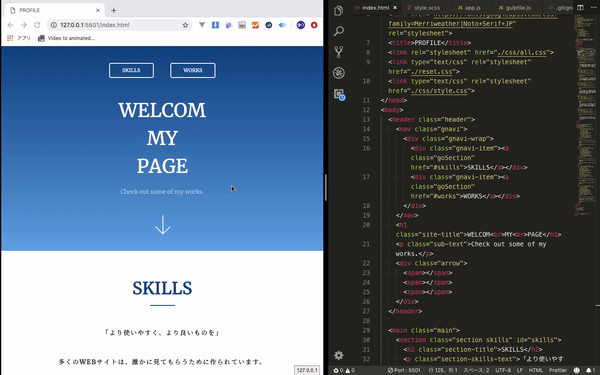 PROFILE
127.0.0.1:5501/index.html
アプリ Video to animated...
SKILLS WORKS
WELCOM
MY
PAGE
Check out some of my works.
SKILLS
「より使いやすく、より良いものを」
多くのWEBサイトは、誰かに見てもらうために作られています。
127.0.0.1
index.html style.scss app.js gulpfile.js .gitignore
family=Merriweather|Noto+Serif+JP"
rel="stylesheet">
7 <title>PROFILE</title>
8 <link rel="stylesheet" href="./css/all.css">
9 <link type="text/css" rel="stylesheet"
href="./reset.css">
10 <link type="text/css" rel="stylesheet"
href="./css/style.css">
11 </head>
12 <body>
13 <header class="header">
14 <nav class="gnavi">
15 <div class="gnavi-wrap">
16 <div class="gnavi-item"><a
class="goSection"
href="#skills">SKILLS</a></div>
17 <div class="gnavi-item"><a
class="goSection"
href="#works">WORKS</a></div>
18 </div>
19 </nav>
20 <h1
class="site-title">WELCOM<br>MY<br>PAGE</h1>
21 <p class="sub-text">Check out some of my
works.</p>
22 <div class="arrow">
23 <span></span>
24 <span></span>
25 <span></span>
26 </div>
27 </header>
28
29 <main class="main">
30 <section class="section skills" id="skills">
31 <h2 class="section-title">SKILLS</h2>
32 <p class="section-skills-text">「より使いやす
0 0 Port : 5501 行 125、列 1 スペース: 2 UTF-8 LF HTML Prettier